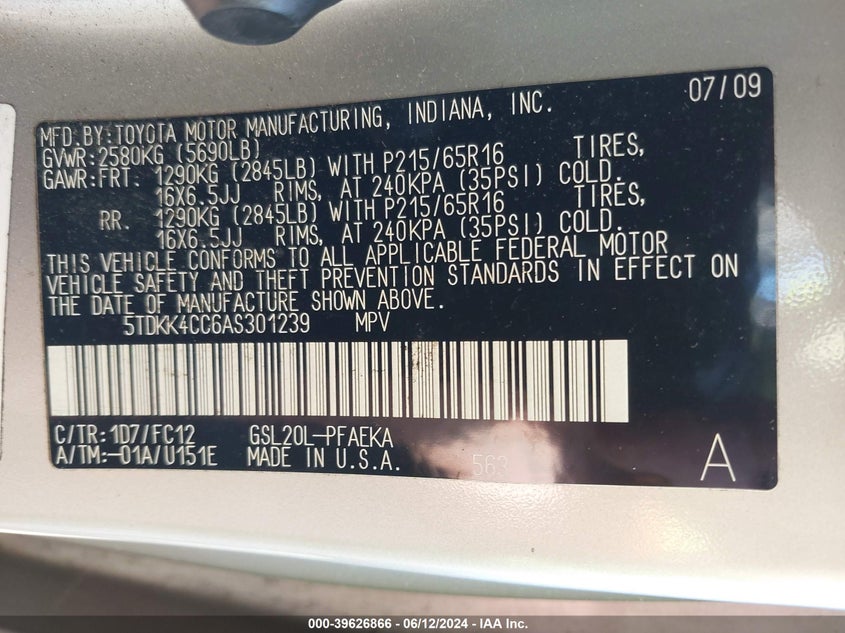 07/09
MFD.BY:TOYOTA MOTOR MANUFACTURING, INDIANA, INC.
GVWR:2580KG (5690LB)
GAWR:FRT. 1290KG (2845LB) WITH P215/65R16 TIRES,
16X6.5JJ RIMS, AT 240KPA (35PSI) COLD.
RR. 1290KG (2845LB) WITH P215/65R16 TIRES,
16X6.5JJ RIMS, AT 240KPA (35PSI) COLD.
THIS VEHICLE CONFORMS TO ALL APPLICABLE FEDERAL MOTOR
VEHICLE SAFETY AND THEFT PREVENTION STANDARDS IN EFFECT ON
THE DATE OF MANUFACTURE SHOWN ABOVE.
5TDKK4CC6AS301239 MPV
C/TR:1D7/FC12 GSL20L-PFAEKA
A/TM:-01A/U151E MADE IN U.S.A. 563 A
000-39626866 - 06/12/2024 - IAA Inc.